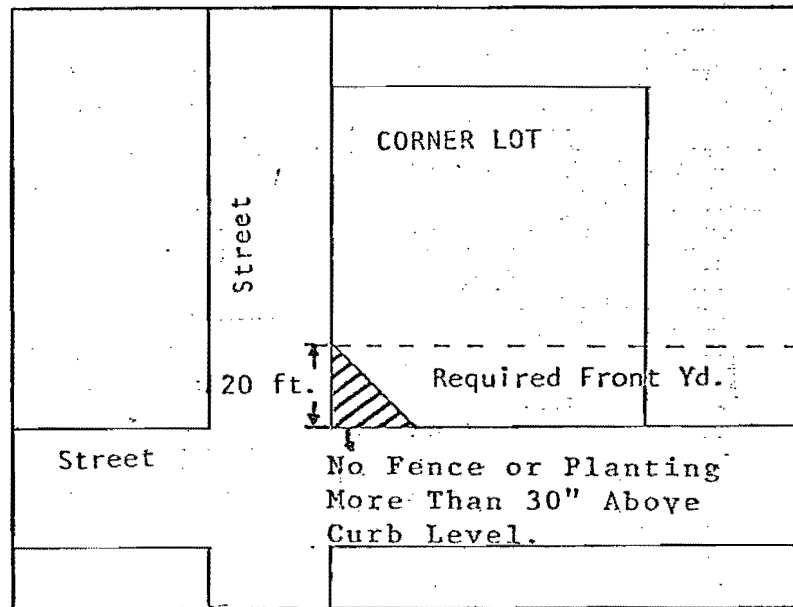 CORNER LOT
Street
20 ft.
Required Front Yd.
Street
No Fence or Planting
More Than 30" Above
Curb Level.